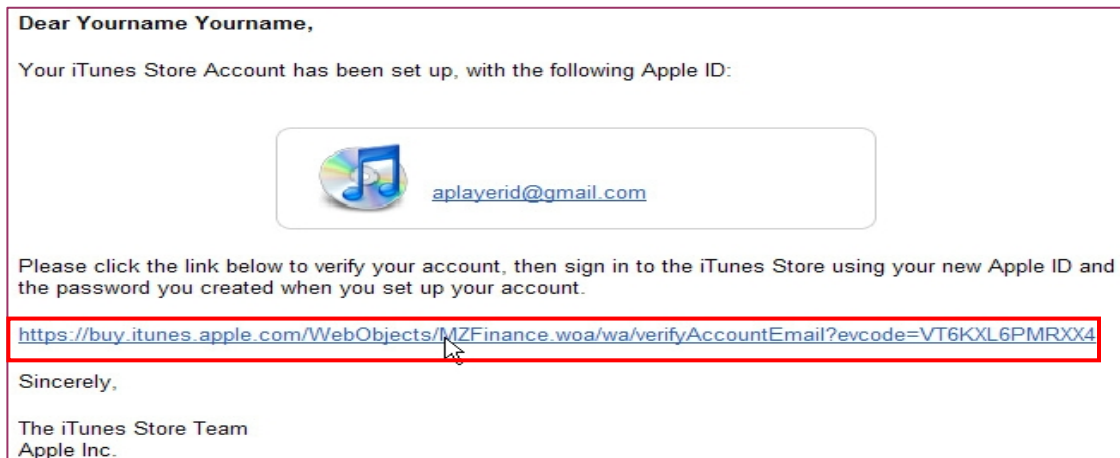 Dear Yourname Yourname,
Your iTunes Store Account has been set up, with the following Apple ID:
aplayerid@gmail.com
Please click the link below to verify your account, then sign in to the iTunes Store using your new Apple ID and
the password you created when you set up your account.
https://buy.itunes.apple.com/WebObjects/MZFinance.woa/wa/verifyAccountEmail?evcode=VT6KXL6PMRXX4
Sincerely,
The iTunes Store Team
Apple Inc.